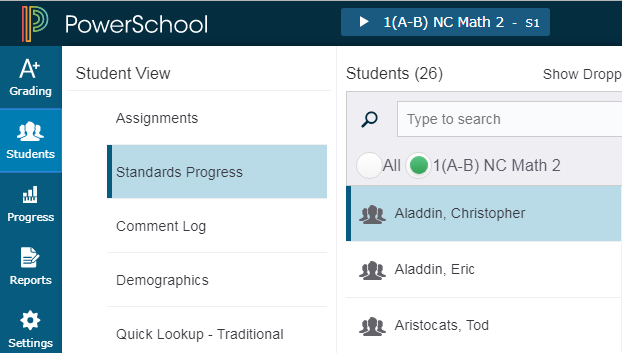 PowerSchool
1(A-B) NC Math 2 - S1
A+
Grading
Students
Progress
Reports
Settings
Student View
Assignments
Standards Progress
Comment Log
Demographics
Quick Lookup - Traditional
Students (26)
Show Dropp
Type to search
All 1(A-B) NC Math 2
Aladdin, Christopher
Aladdin, Eric
Aristocats, Tod